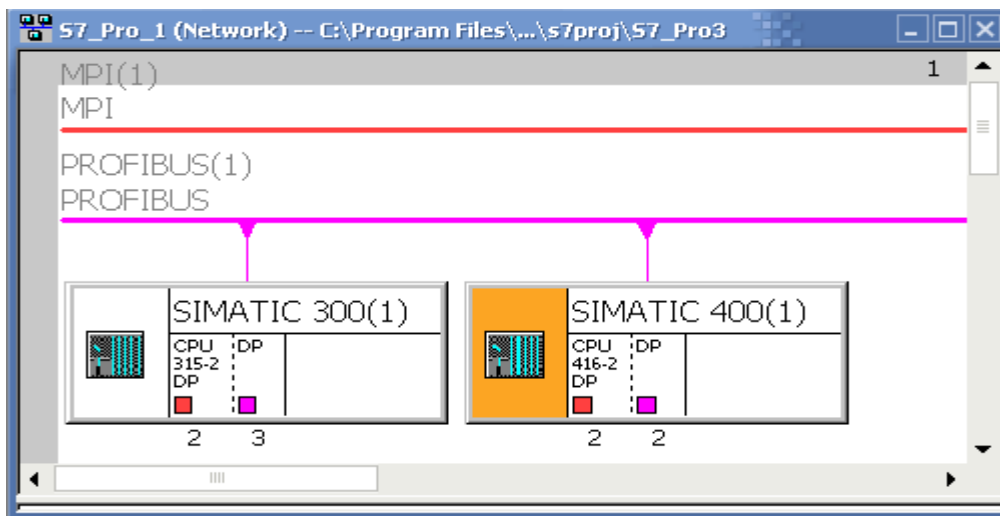 S7_Pro_1 (Network) -- C:\Program Files\...\s7proj\S7_Pro3
MPI(1)
1
MPI
PROFIBUS(1)
PROFIBUS
SIMATIC 300(1)
CPU 315-2 DP
DP
2
3
SIMATIC 400(1)
CPU 416-2 DP
DP
2
2